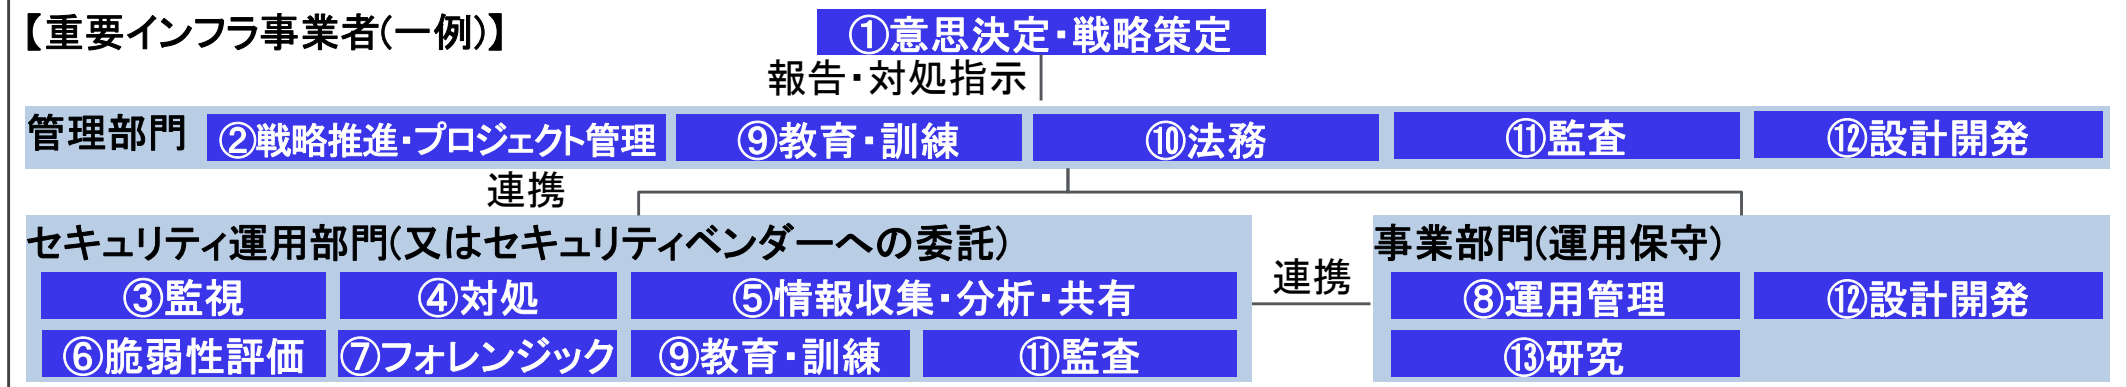 【重要インフラ事業者(一例)】
①意思決定・戦略策定
報告・対処指示
管理部門
②戦略推進・プロジェクト管理
⑨教育・訓練
⑩法務
⑪監査
⑫設計開発
連携
セキュリティ運用部門(又はセキュリティベンダーへの委託)
③監視
④対処
⑤情報収集・分析・共有
⑥脆弱性評価
⑦フォレンジック
⑨教育・訓練
⑪監査
連携
事業部門(運用保守)
⑧運用管理
⑫設計開発
⑬研究